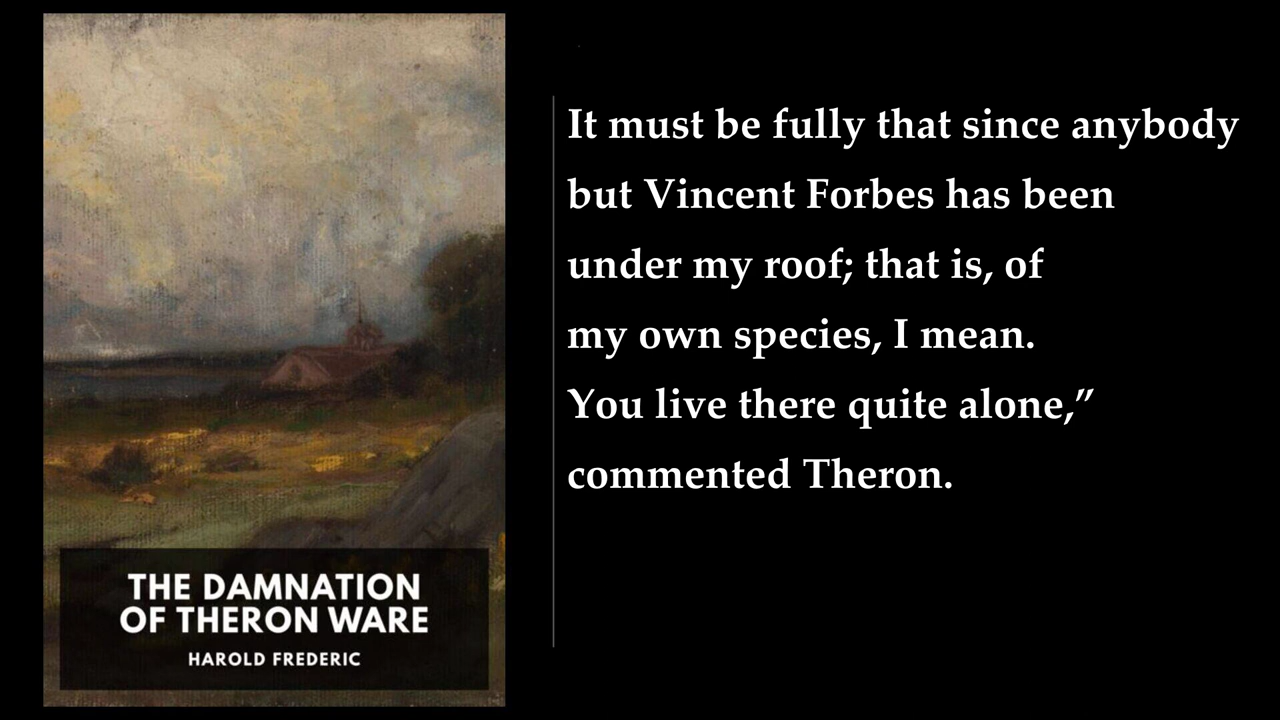 THE DAMNATION
OF THERON WARE
HAROLD FREDERIC
It must be fully that since anybody
but Vincent Forbes has been
under my roof; that is, of
my own species, I mean.
You live there quite alone,”
commented Theron.